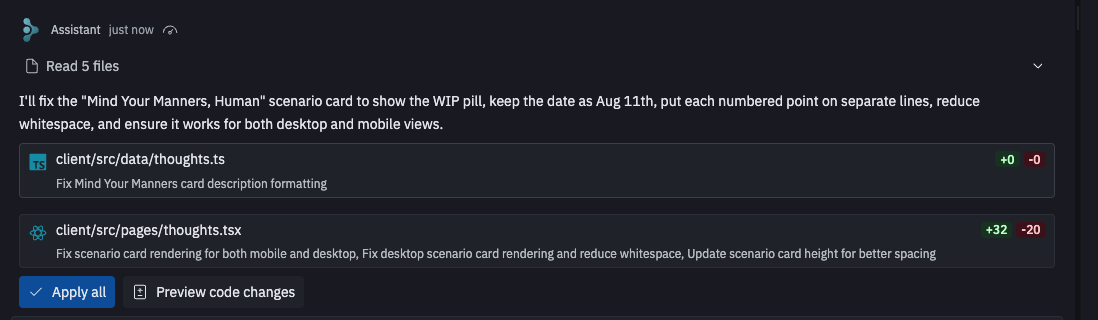 Assistant just now
Read 5 files
I'll fix the "Mind Your Manners, Human" scenario card to show the WIP pill, keep the date as Aug 11th, put each numbered point on separate lines, reduce
whitespace, and ensure it works for both desktop and mobile views.
TS client/src/data/thoughts.ts +0 -0
Fix Mind Your Manners card description formatting
client/src/pages/thoughts.tsx +32 -20
Fix scenario card rendering for both mobile and desktop, Fix desktop scenario card rendering and reduce whitespace, Update scenario card height for better spacing
Apply all Preview code changes